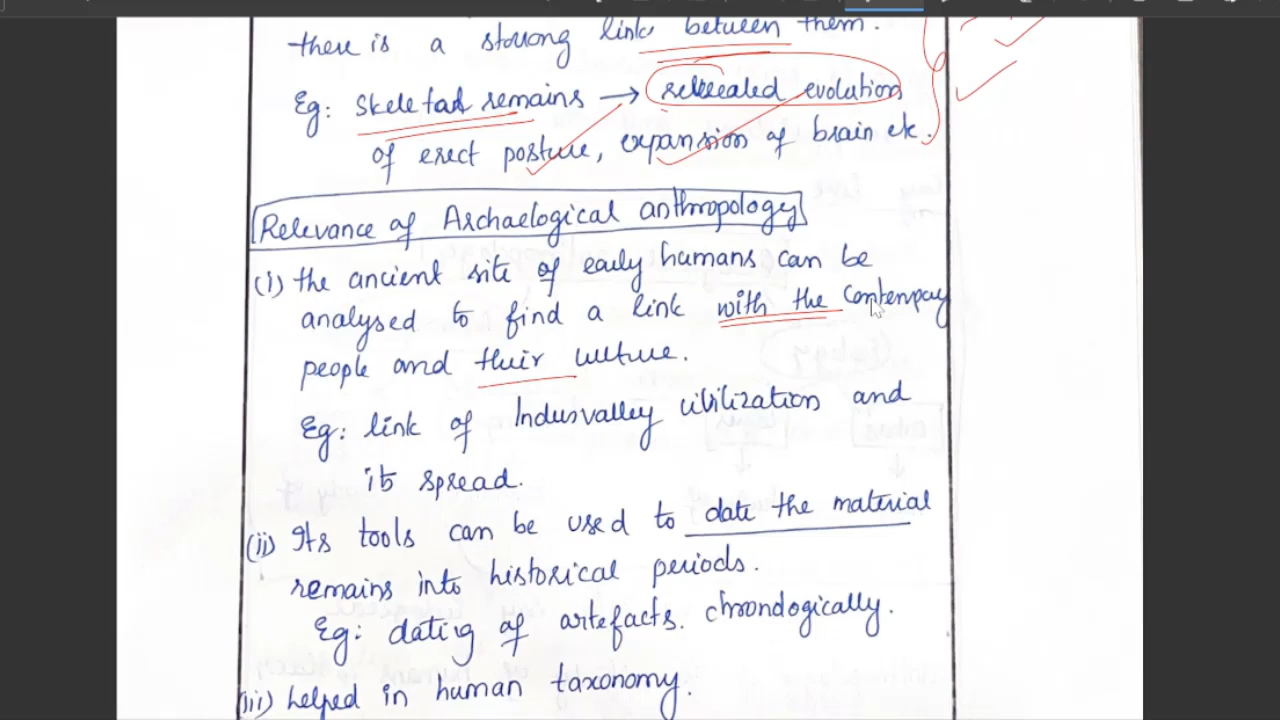 there is a strong link between them.
Eg: Skeletal remains → revealed evolution
of erect posture, expansion of brain etc.
Relevance of Archaelogical anthropology
(i) the ancient site of early humans can be
analysed to find a link with the Contempary
people and their culture.
Eg: link of Indusvalley civilization and
its spread.
(ii) Its tools can be used to date the material
remains into historical periods.
Eg: dating of artefacts. chronologically.
(iii) helped in human taxonomy.